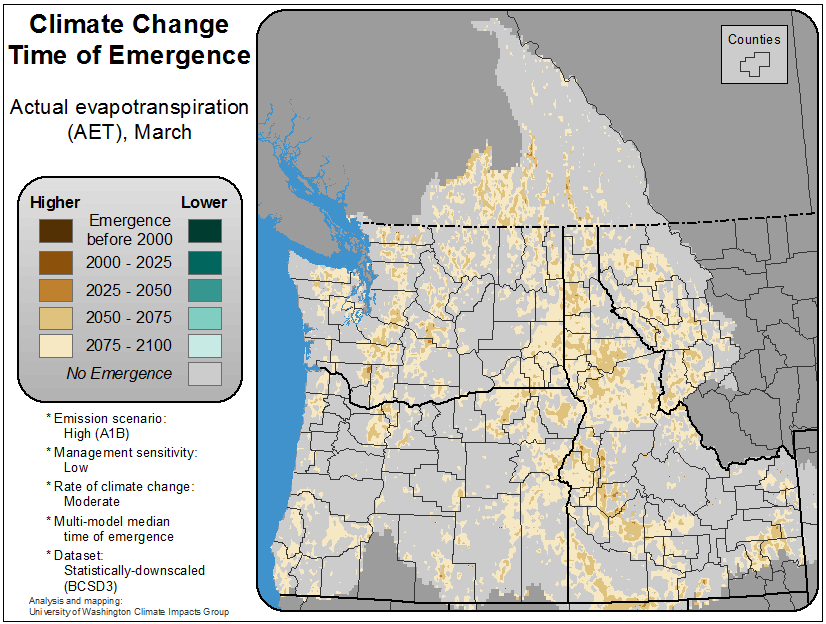 Climate Change
Time of Emergence
Actual evapotranspiration
(AET), March
Counties
Higher
Lower
Emergence
before 2000
2000 - 2025
2025 - 2050
2050 - 2075
2075 - 2100
No Emergence
* Emission scenario:
High (A1B)
* Management sensitivity:
Low
* Rate of climate change:
Moderate
* Multi-model median
time of emergence
* Dataset:
Statistically-downscaled
(BCSD3)
Analysis and mapping:
University of Washington Climate Impacts Group